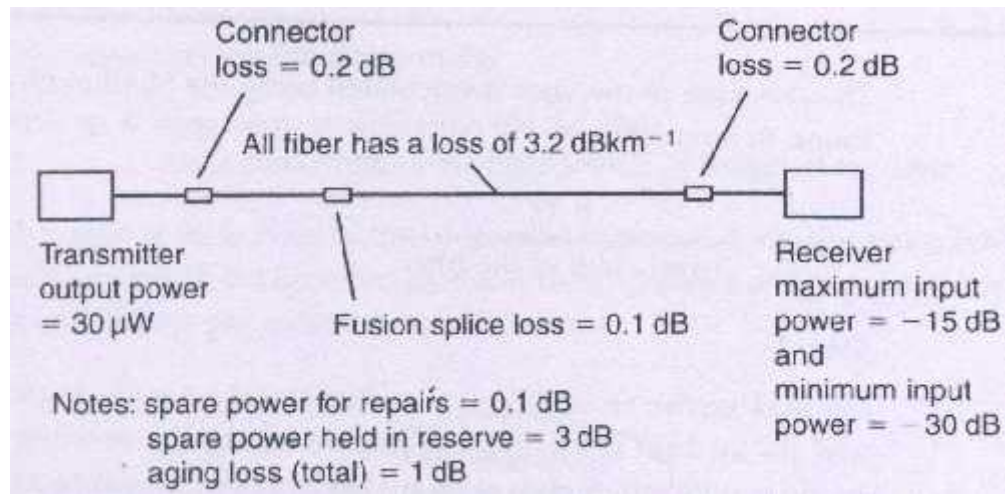 Connector
loss = 0.2 dB
Connector
loss = 0.2 dB
All fiber has a loss of 3.2 dBkm⁻¹
Transmitter
output power
= 30 µW
Fusion splice loss = 0.1 dB
Receiver
maximum input
power = −15 dB
and
minimum input
power = −30 dB
Notes: spare power for repairs = 0.1 dB
spare power held in reserve = 3 dB
aging loss (total) = 1 dB